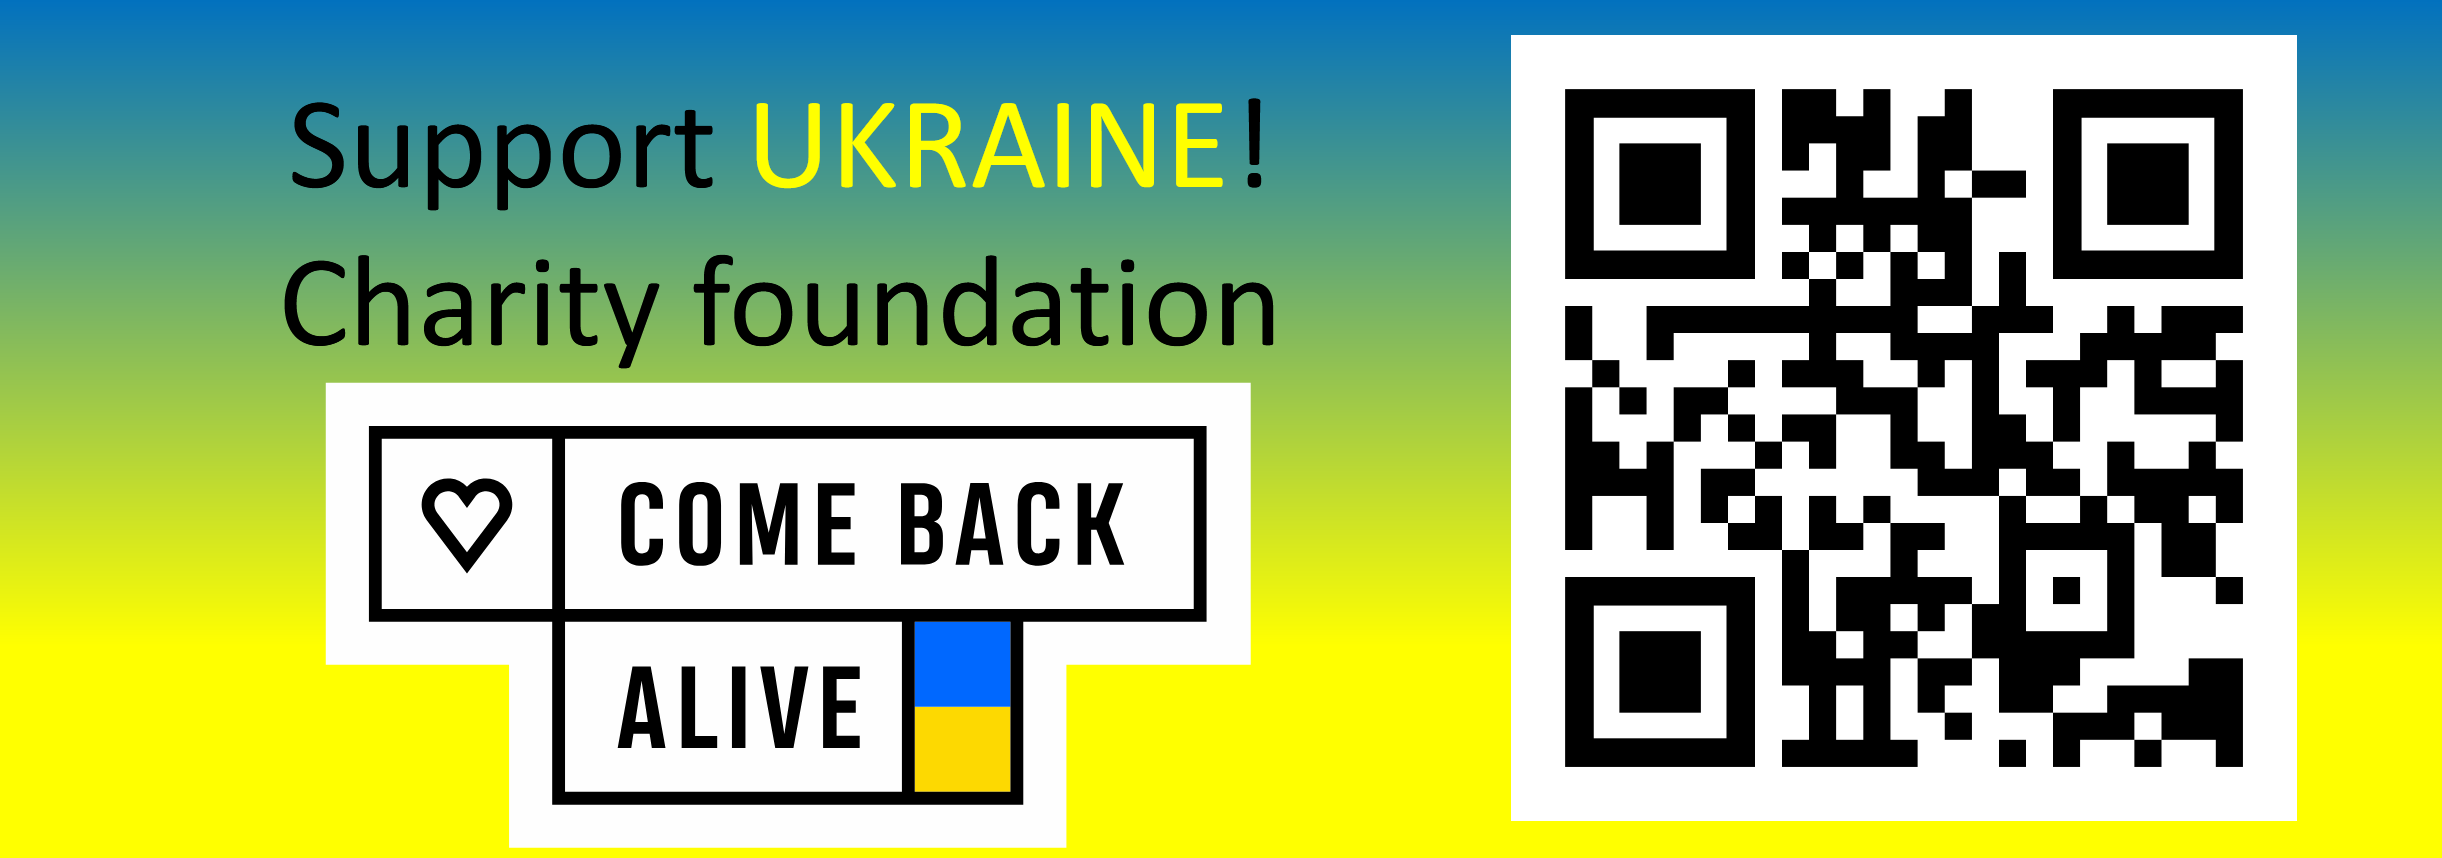 Support UKRAINE!
Charity foundation
COME BACK
ALIVE